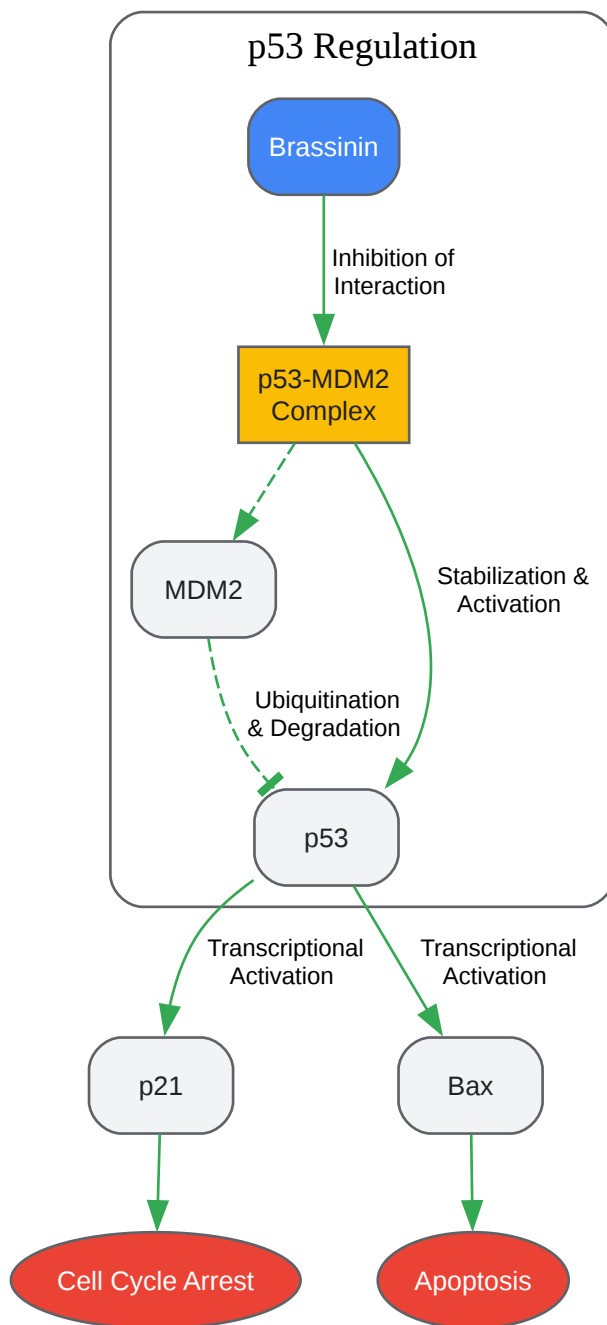 p53 Regulation
Brassinin
Inhibition of
Interaction
p53-MDM2
Complex
MDM2
Stabilization &
Activation
Ubiquitination
& Degradation
p53
Transcriptional
Activation
Transcriptional
Activation
p21
Bax
Cell Cycle Arrest
Apoptosis